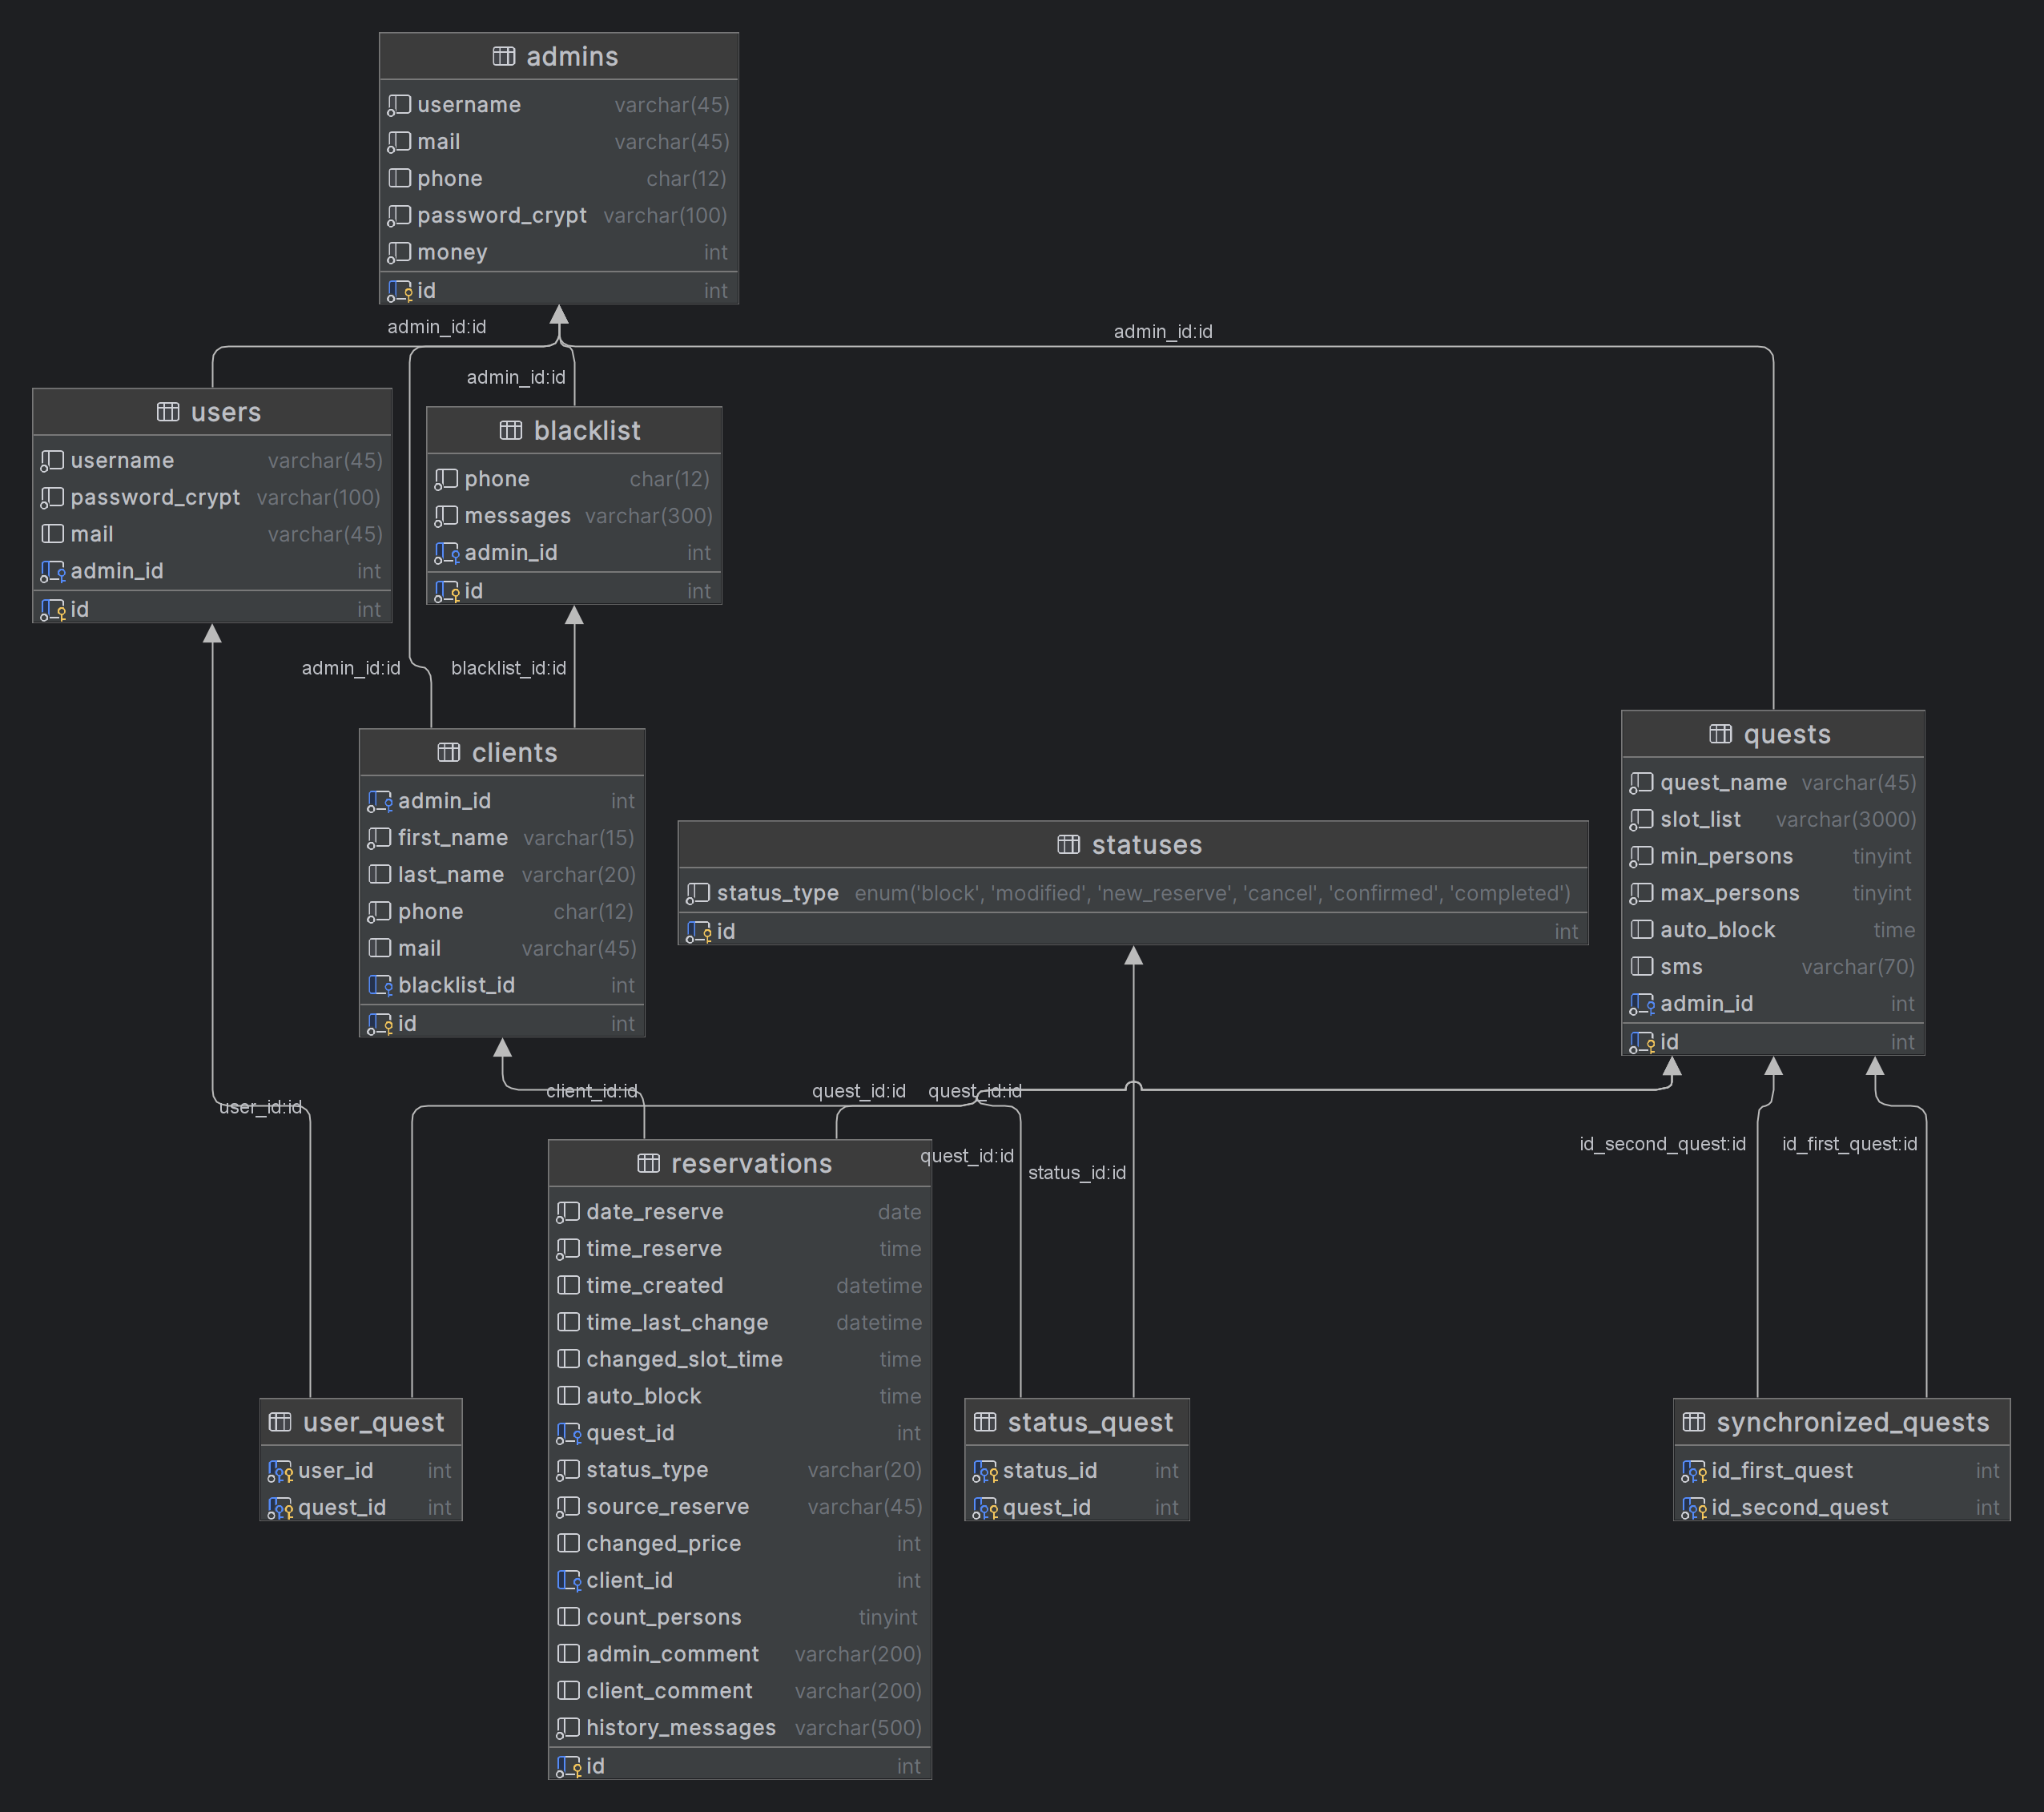 admins
username varchar(45)
mail varchar(45)
phone char(12)
password_crypt varchar(100)
money int
id int
admin_id:id
admin_id:id
admin_id:id
users
username varchar(45)
password_crypt varchar(100)
mail varchar(45)
admin_id int
id int
blacklist
phone char(12)
messages varchar(300)
admin_id int
id int
admin_id:id
blacklist_id:id
clients
admin_id int
first_name varchar(15)
last_name varchar(20)
phone char(12)
mail varchar(45)
blacklist_id int
id int
statuses
status_type enum('block', 'modified', 'new_reserve', 'cancel', 'confirmed', 'completed')
id int
quests
quest_name varchar(45)
slot_list varchar(3000)
min_persons tinyint
max_persons tinyint
auto_block time
sms varchar(70)
admin_id int
id int
user_id:id
client_id:id
quest_id:id
quest_id:id
quest_id:id
status_id:id
id_second_quest:id
id_first_quest:id
reservations
date_reserve date
time_reserve time
time_created datetime
time_last_change datetime
changed_slot_time time
auto_block time
quest_id int
status_type varchar(20)
source_reserve varchar(45)
changed_price int
client_id int
count_persons tinyint
admin_comment varchar(200)
client_comment varchar(200)
history_messages varchar(500)
id int
user_quest
user_id int
quest_id int
status_quest
status_id int
quest_id int
synchronized_quests
id_first_quest int
id_second_quest int